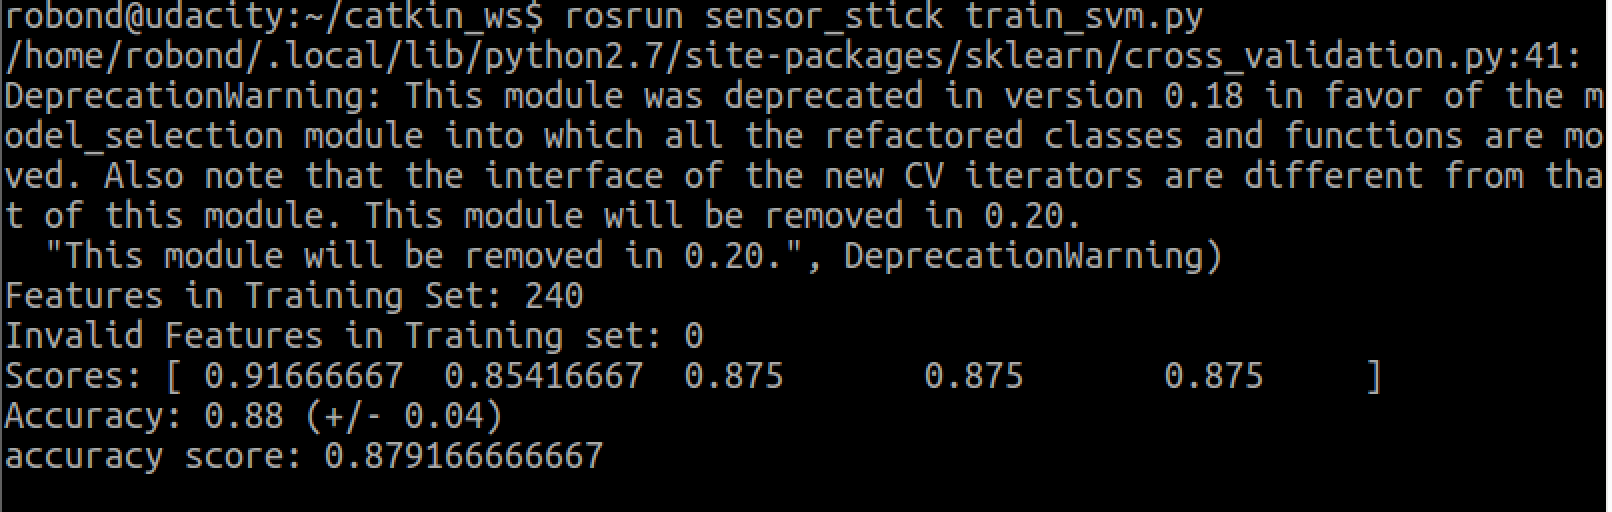 robond@udacity:~/catkin_ws$ rosrun sensor_stick train_svm.py
/home/robond/.local/lib/python2.7/site-packages/sklearn/cross_validation.py:41:
DeprecationWarning: This module was deprecated in version 0.18 in favor of the m
odel_selection module into which all the refactored classes and functions are mo
ved. Also note that the interface of the new CV iterators are different from tha
t of this module. This module will be removed in 0.20.
  "This module will be removed in 0.20.", DeprecationWarning)
Features in Training Set: 240
Invalid Features in Training set: 0
Scores: [ 0.91666667  0.85416667  0.875       0.875       0.875     ]
Accuracy: 0.88 (+/- 0.04)
accuracy score: 0.879166666667